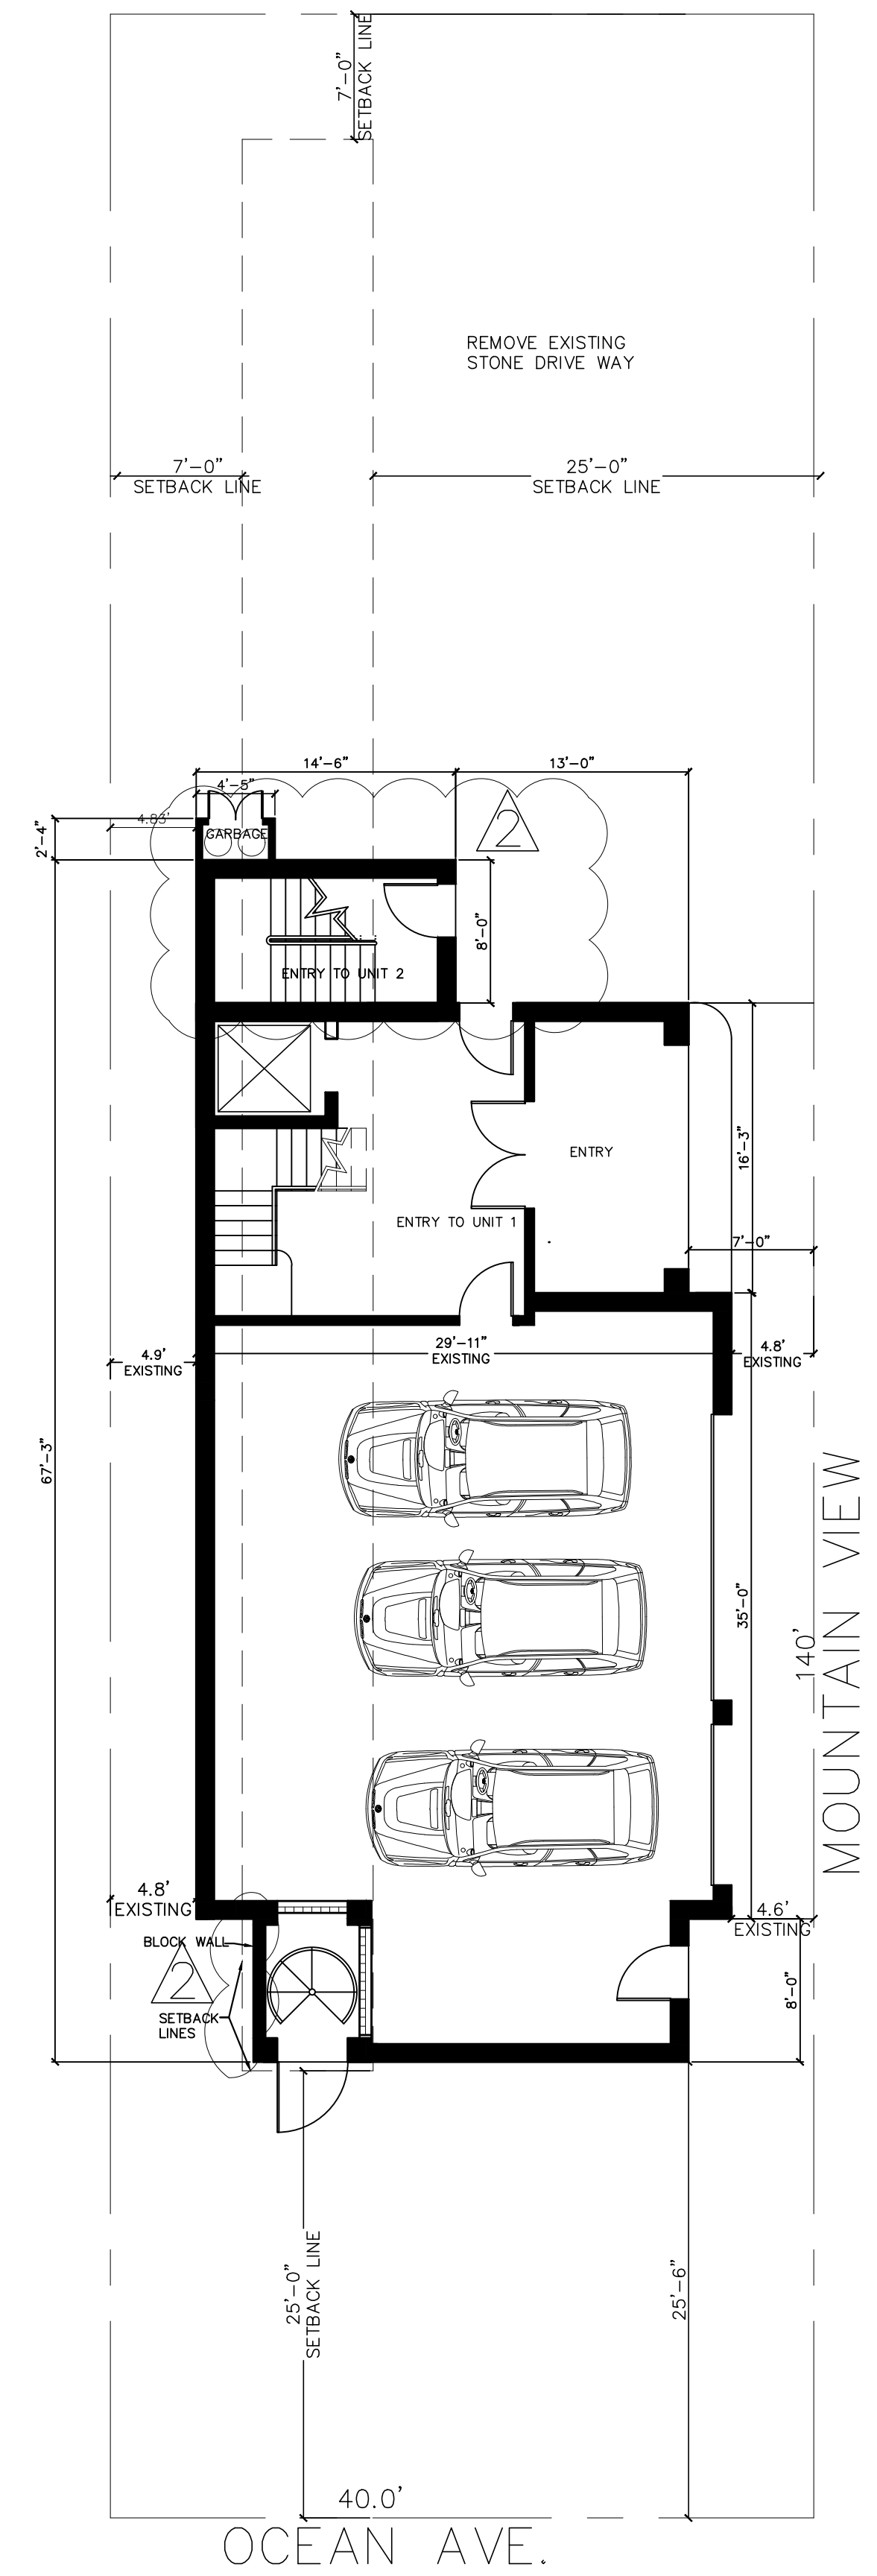 7'-0"
SETBACK LINE
REMOVE EXISTING
STONE DRIVE WAY
7'-0"
SETBACK LINE
25'-0"
SETBACK LINE
14'-6"
13'-0"
4'-5"
4.83'
2'-4"
GARBAGE
2
8'-0"
ENTRY TO UNIT 2
ENTRY
16'-3"
ENTRY TO UNIT 1
7'-0"
29'-11"
EXISTING
4.9'
EXISTING
4.8'
EXISTING
67'-3"
35'-0"
140'
MOUNTAIN VIEW
4.8'
EXISTING
4.6'
EXISTING
BLOCK WALL
2
SETBACK
LINES
8'-0"
25'-0"
SETBACK LINE
25'-6"
40.0'
OCEAN AVE.